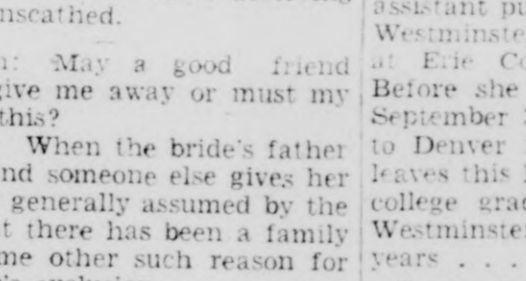 nscathed.
n: May a good friend
give me away or must my
this?
When the bride's father
nd someone else gives her
generally assumed by the
t there has been a family
me other such reason for
assistant pu
Westminste
at Erie Co
Before she
September
to Denver
leaves this
college grad
Westminster
years . . .